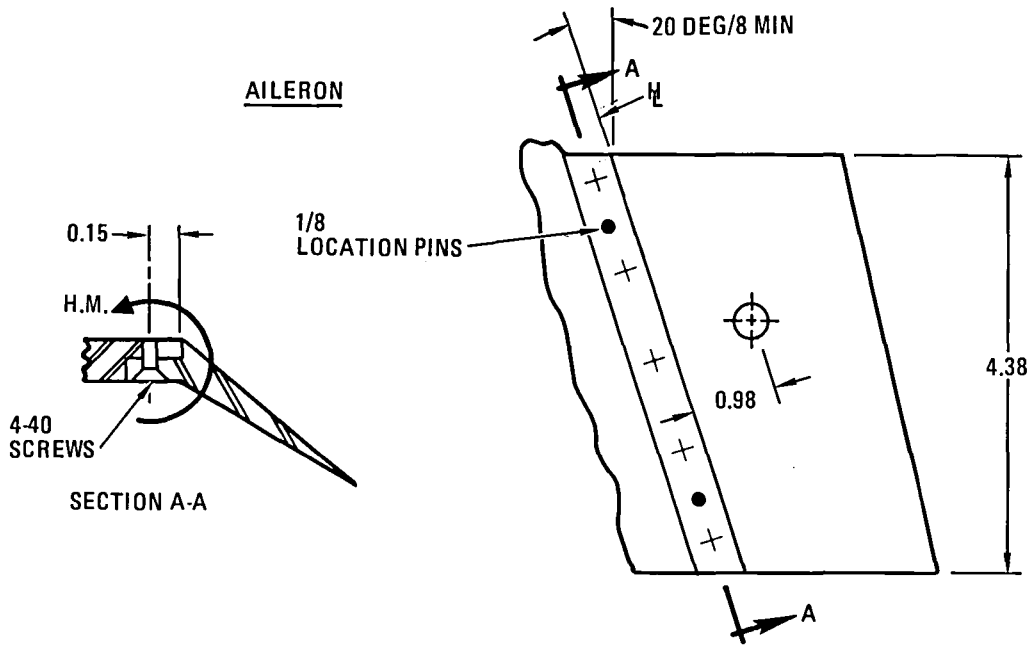 20 DEG/8 MIN
A
AILERON
HL
1/8
LOCATION PINS
0.15
H.M.
4.38
0.98
4-40
SCREWS
SECTION A-A
A